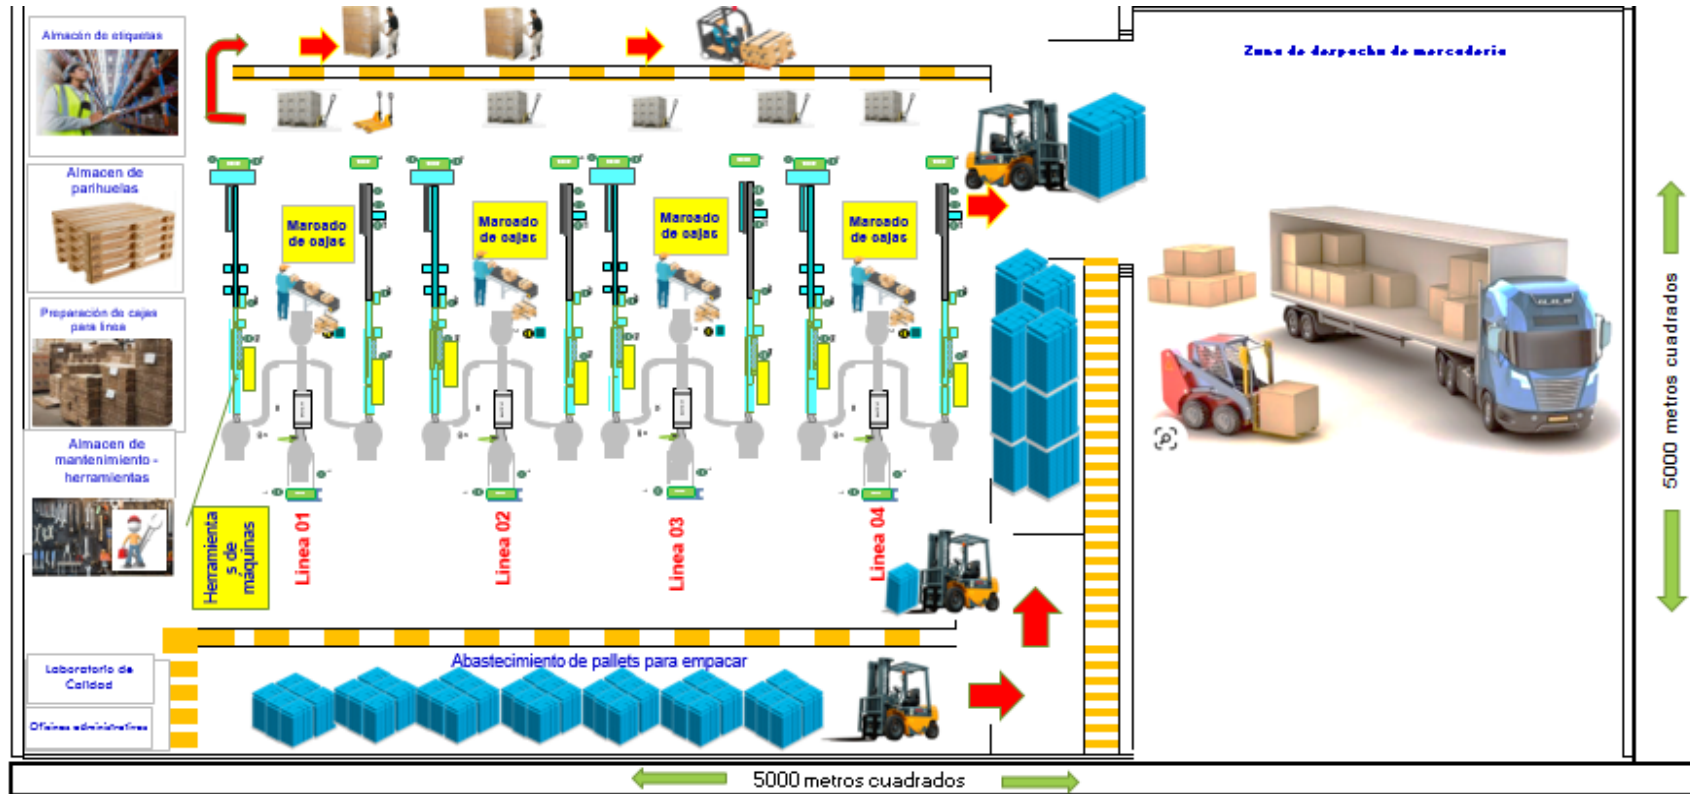 Almacén de etiquetas
Almacen de
parihuelas
Preparación de cajas
para linea
Almacen de
mantenimiento -
herramientas
Herramienta
s de
máquinas
Laboratorio de
Calidad
Oficinas administrativas
Marcado
de cajas
Marcado
de cajas
Marcado
de cajas
Marcado
de cajas
Linea 01
Linea 02
Linea 03
Linea 04
Abastecimiento de pallets para empacar
Zona de despacho de mercaderia
5000 metros cuadrados
5000 metros cuadrados